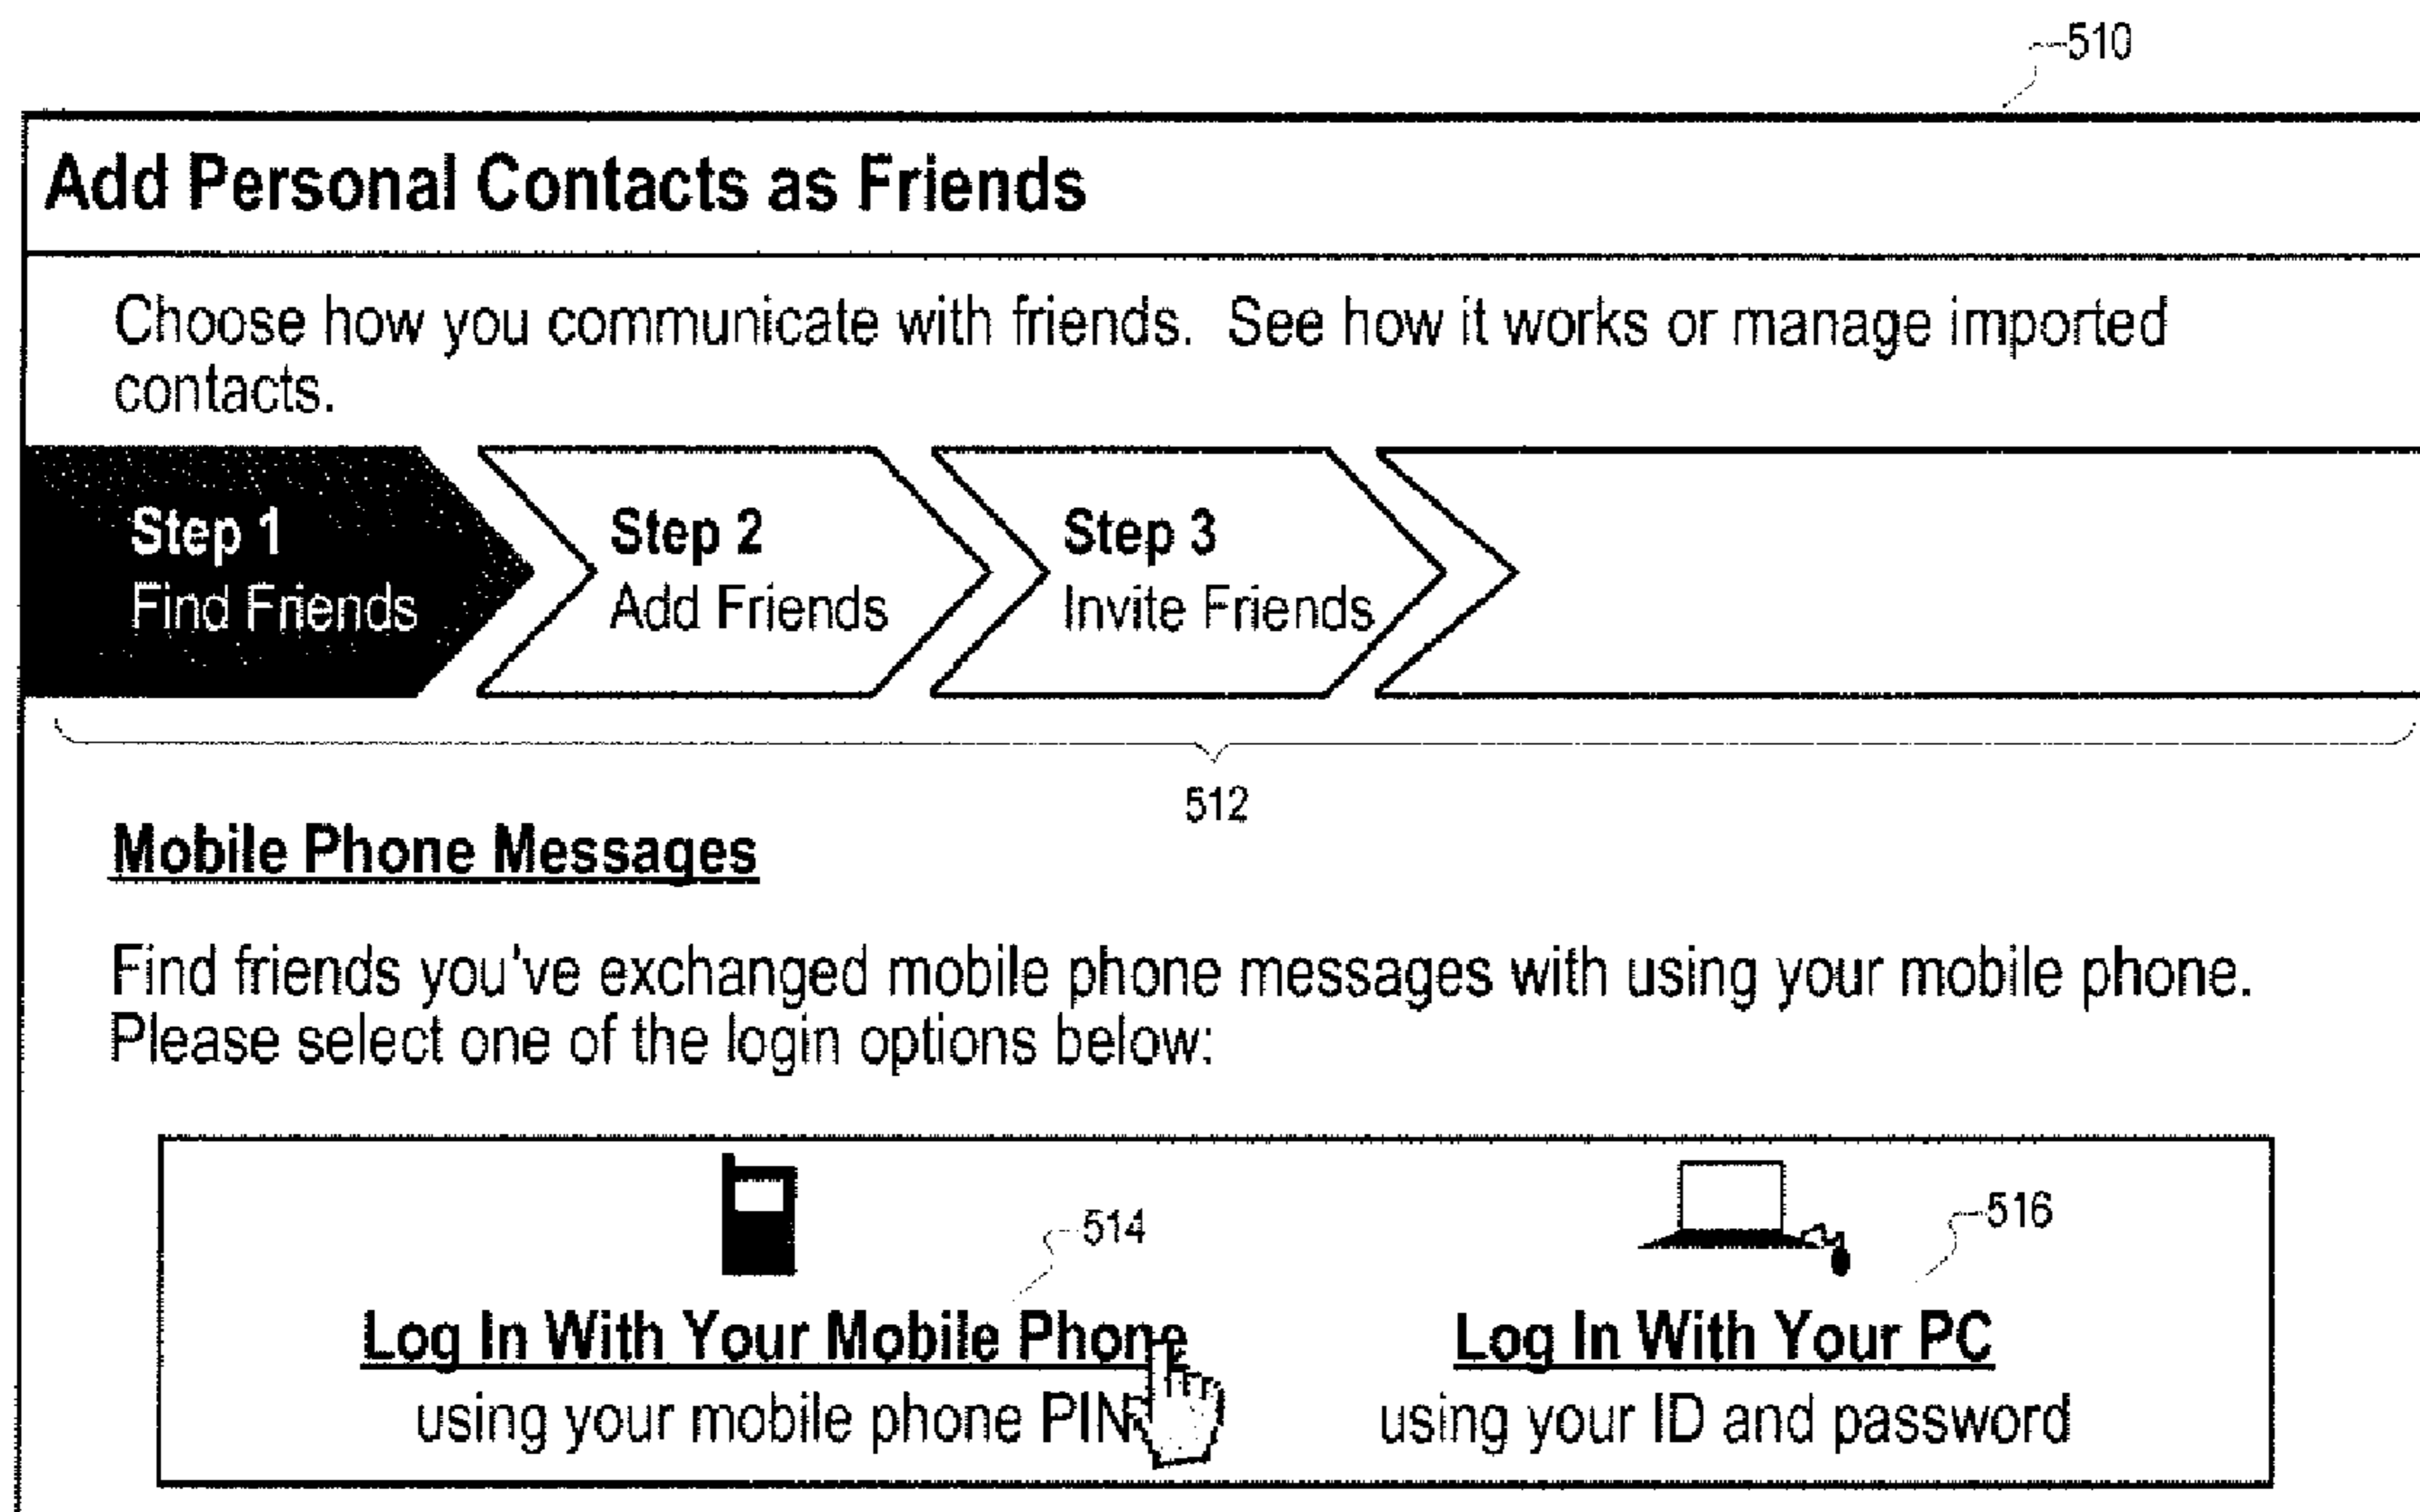 510
Add Personal Contacts as Friends
Choose how you communicate with friends. See how it works or manage imported
contacts.
Step 1
Find Friends
Step 2
Add Friends
Step 3
Invite Friends
512
Mobile Phone Messages
Find friends you've exchanged mobile phone messages with using your mobile phone.
Please select one of the login options below:
514
Log In With Your Mobile Phone
using your mobile phone PIN
516
Log In With Your PC
using your ID and password